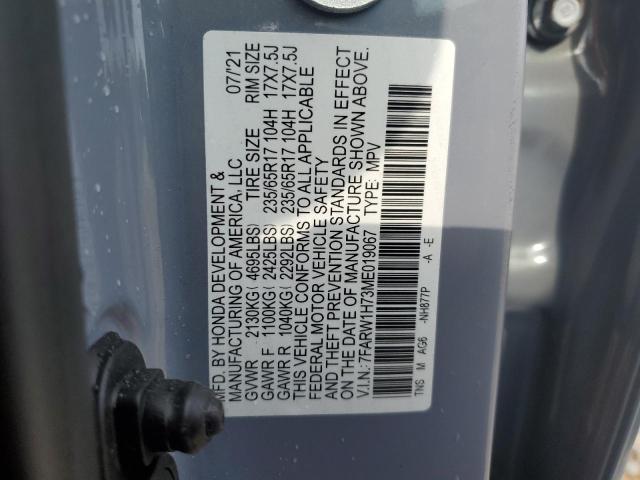 MFD. BY HONDA DEVELOPMENT &
MANUFACTURING OF AMERICA, LLC 07/'21
GVWR 2130KG( 4695LBS) TIRE SIZE RIM SIZE
GAWR F 1100KG( 2425LBS) 235/65R17 104H 17X7.5J
GAWR R 1040KG( 2292LBS) 235/65R17 104H 17X7.5J
THIS VEHICLE CONFORMS TO ALL APPLICABLE
FEDERAL MOTOR VEHICLE SAFETY
AND THEFT PREVENTION STANDARDS IN EFFECT
ON THE DATE OF MANUFACTURE SHOWN ABOVE.
V.I.N.: 7FARW1H73ME019067 TYPE: MPV
TNS M AG6 -NH877P -A -E